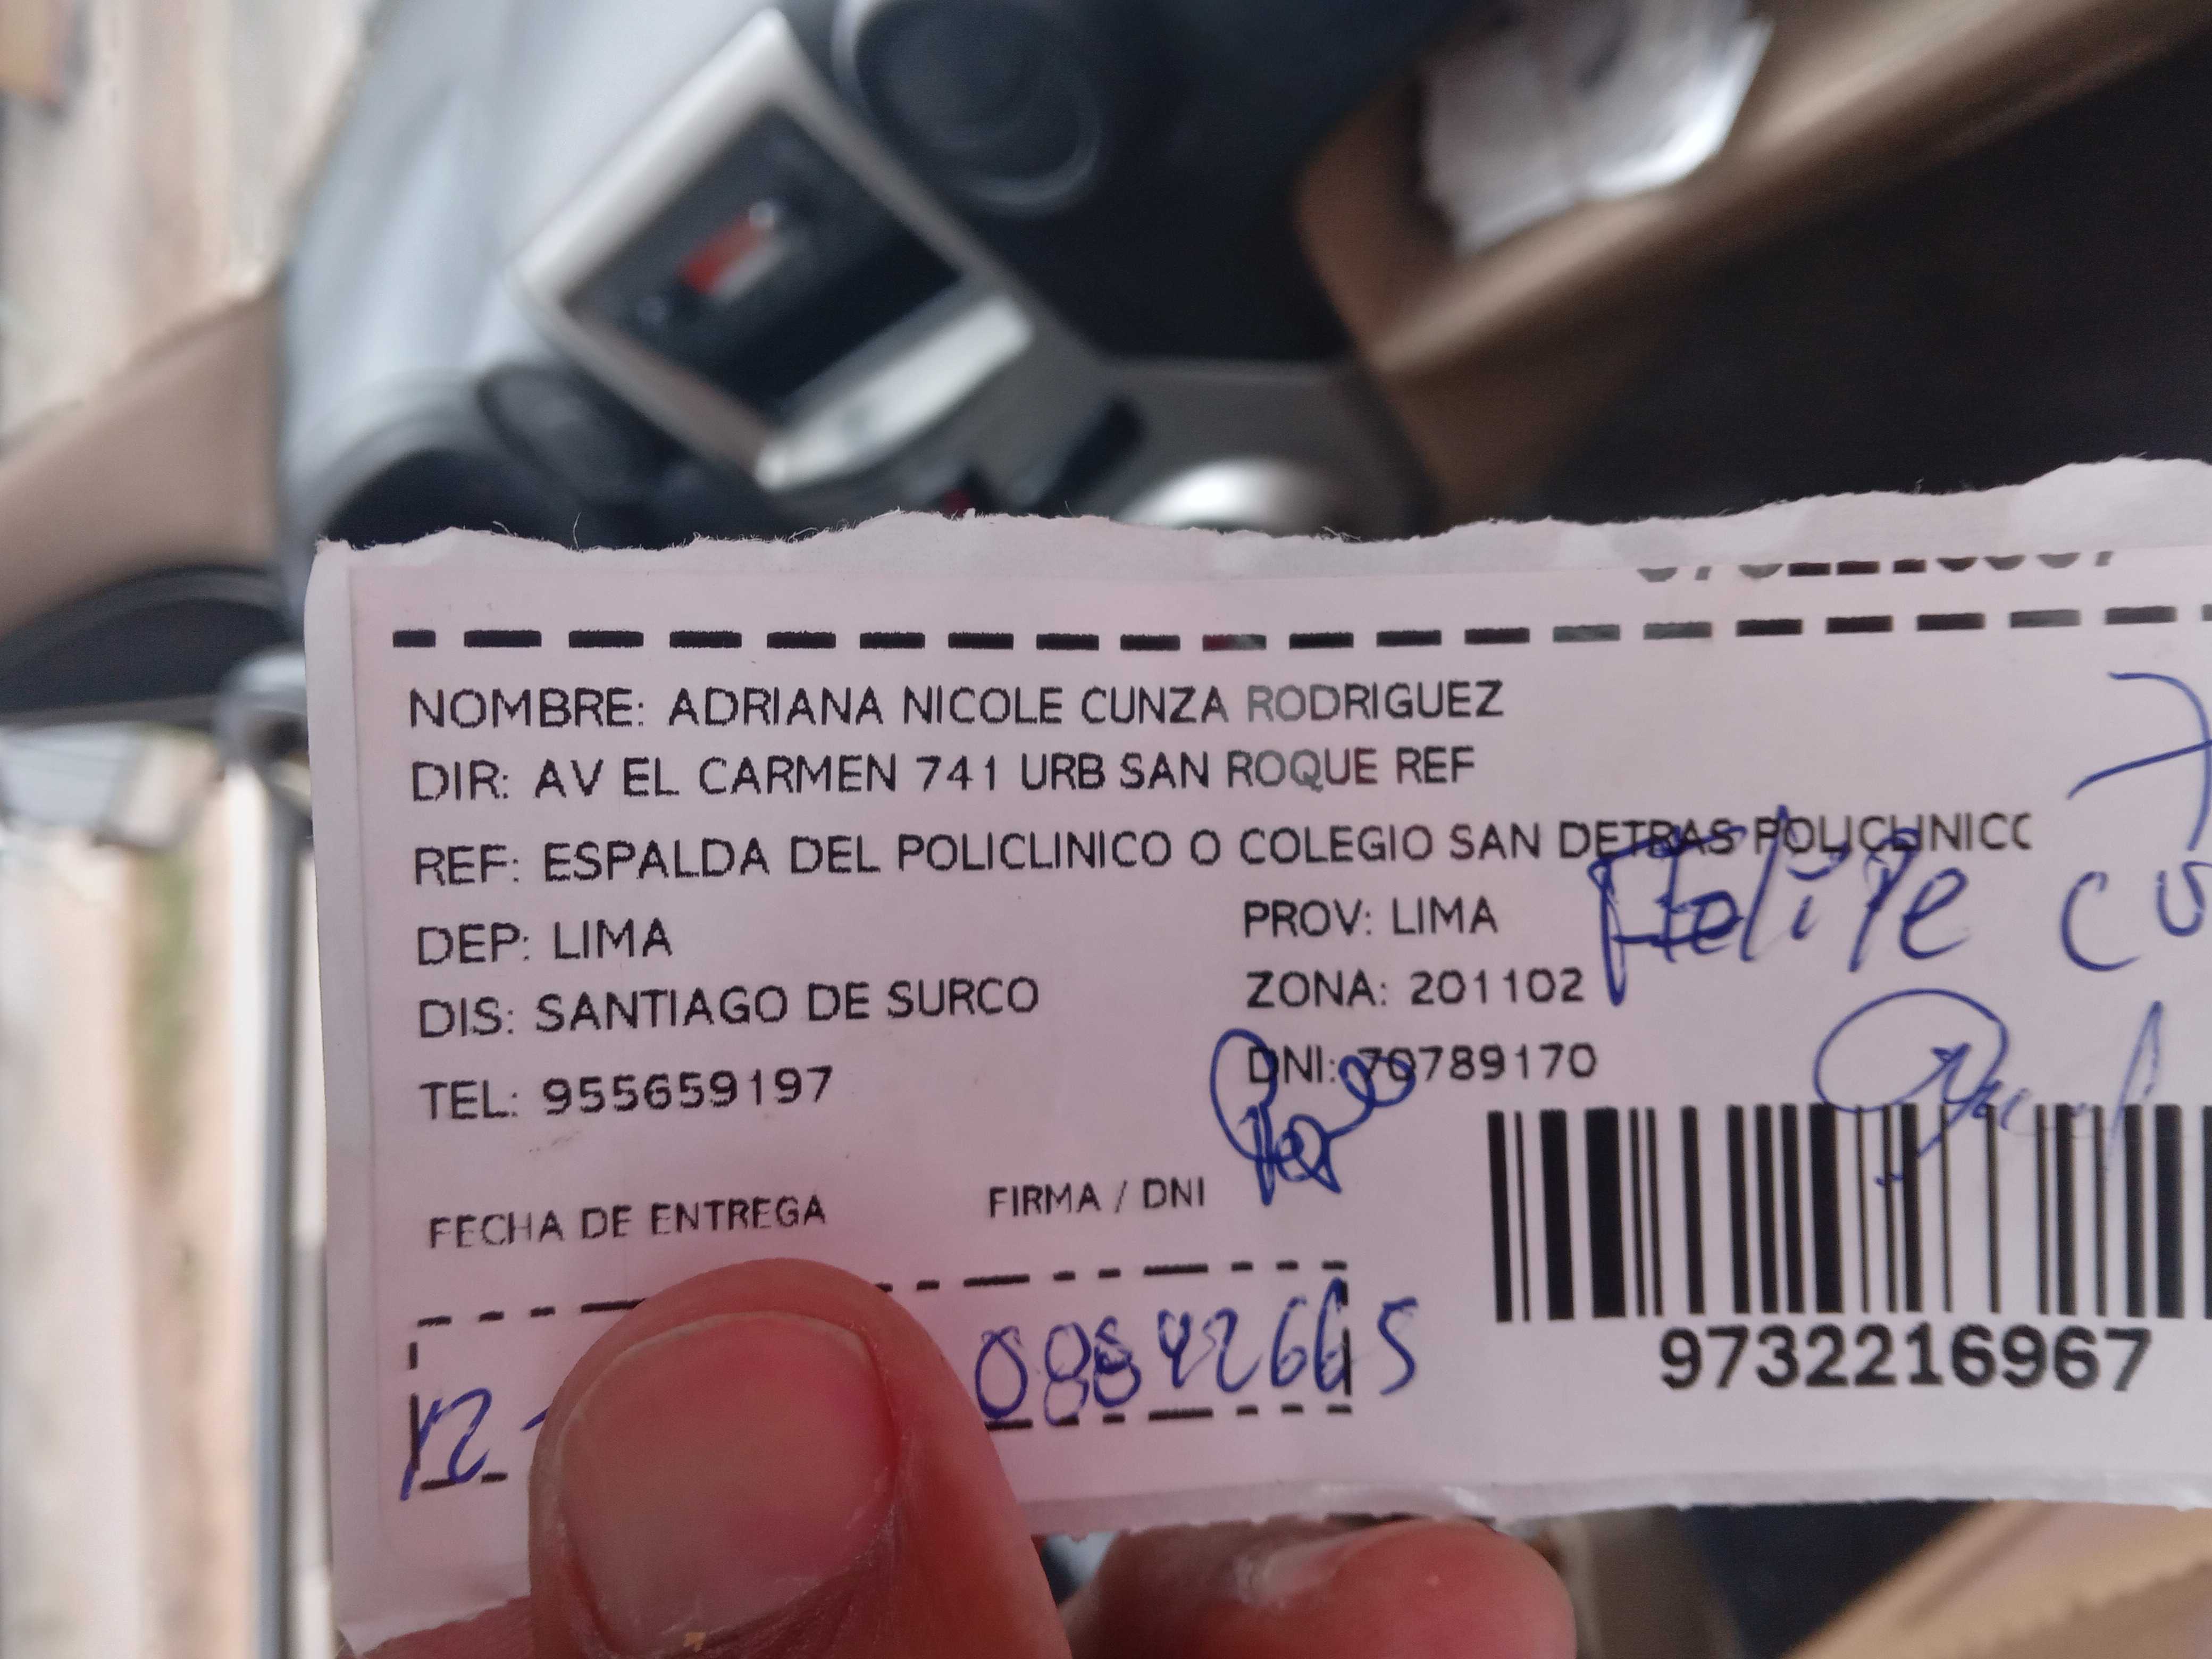 NOMBRE: ADRIANA NICOLE CUNZA RODRIGUEZ
DIR: AV EL CARMEN 741 URB SAN ROQUE REF
REF: ESPALDA DEL POLICLINICO O COLEGIO SAN DETRAS POLICLINICO
Felipe
DEP: LIMA PROV: LIMA
DIS: SANTIAGO DE SURCO ZONA: 201102
TEL: 955659197 DNI: 70789170
FECHA DE ENTREGA FIRMA / DNI
12-
08842665
9732216967